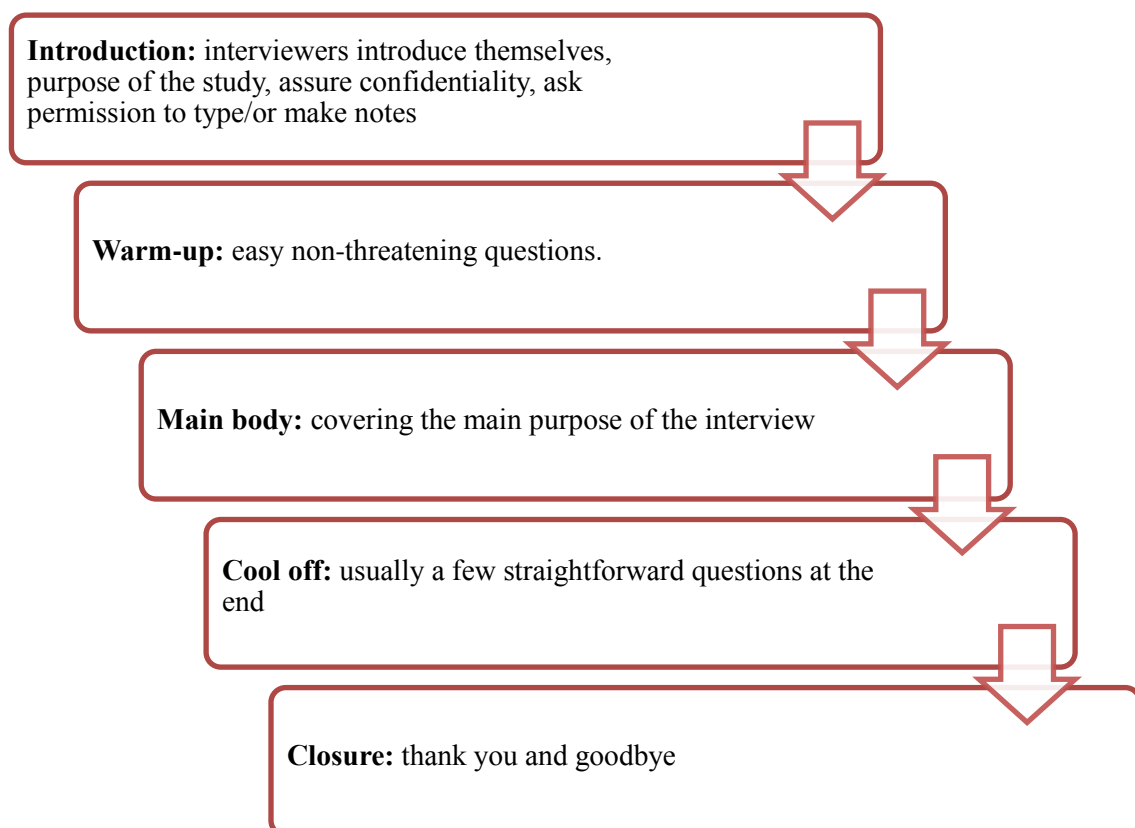 Introduction: interviewers introduce themselves,
purpose of the study, assure confidentiality, ask
permission to type/or make notes
Warm-up: easy non-threatening questions.
Main body: covering the main purpose of the interview
Cool off: usually a few straightforward questions at the
end
Closure: thank you and goodbye